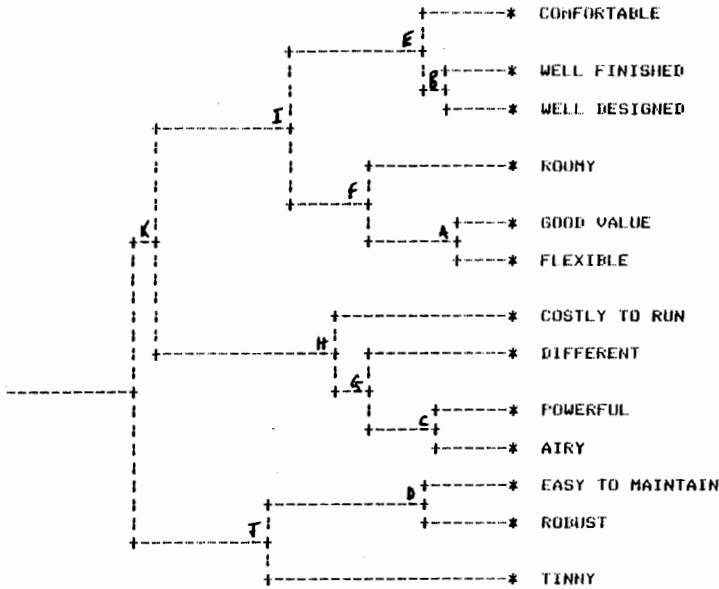 COMFORTABLE
E
B
WELL FINISHED
WELL DESIGNED
I
ROOMY
F
GOOD VALUE
A
FLEXIBLE
K
COSTLY TO RUN
H
DIFFERENT
G
POWERFUL
C
AIRY
EASY TO MAINTAIN
D
ROBUST
J
TINNY